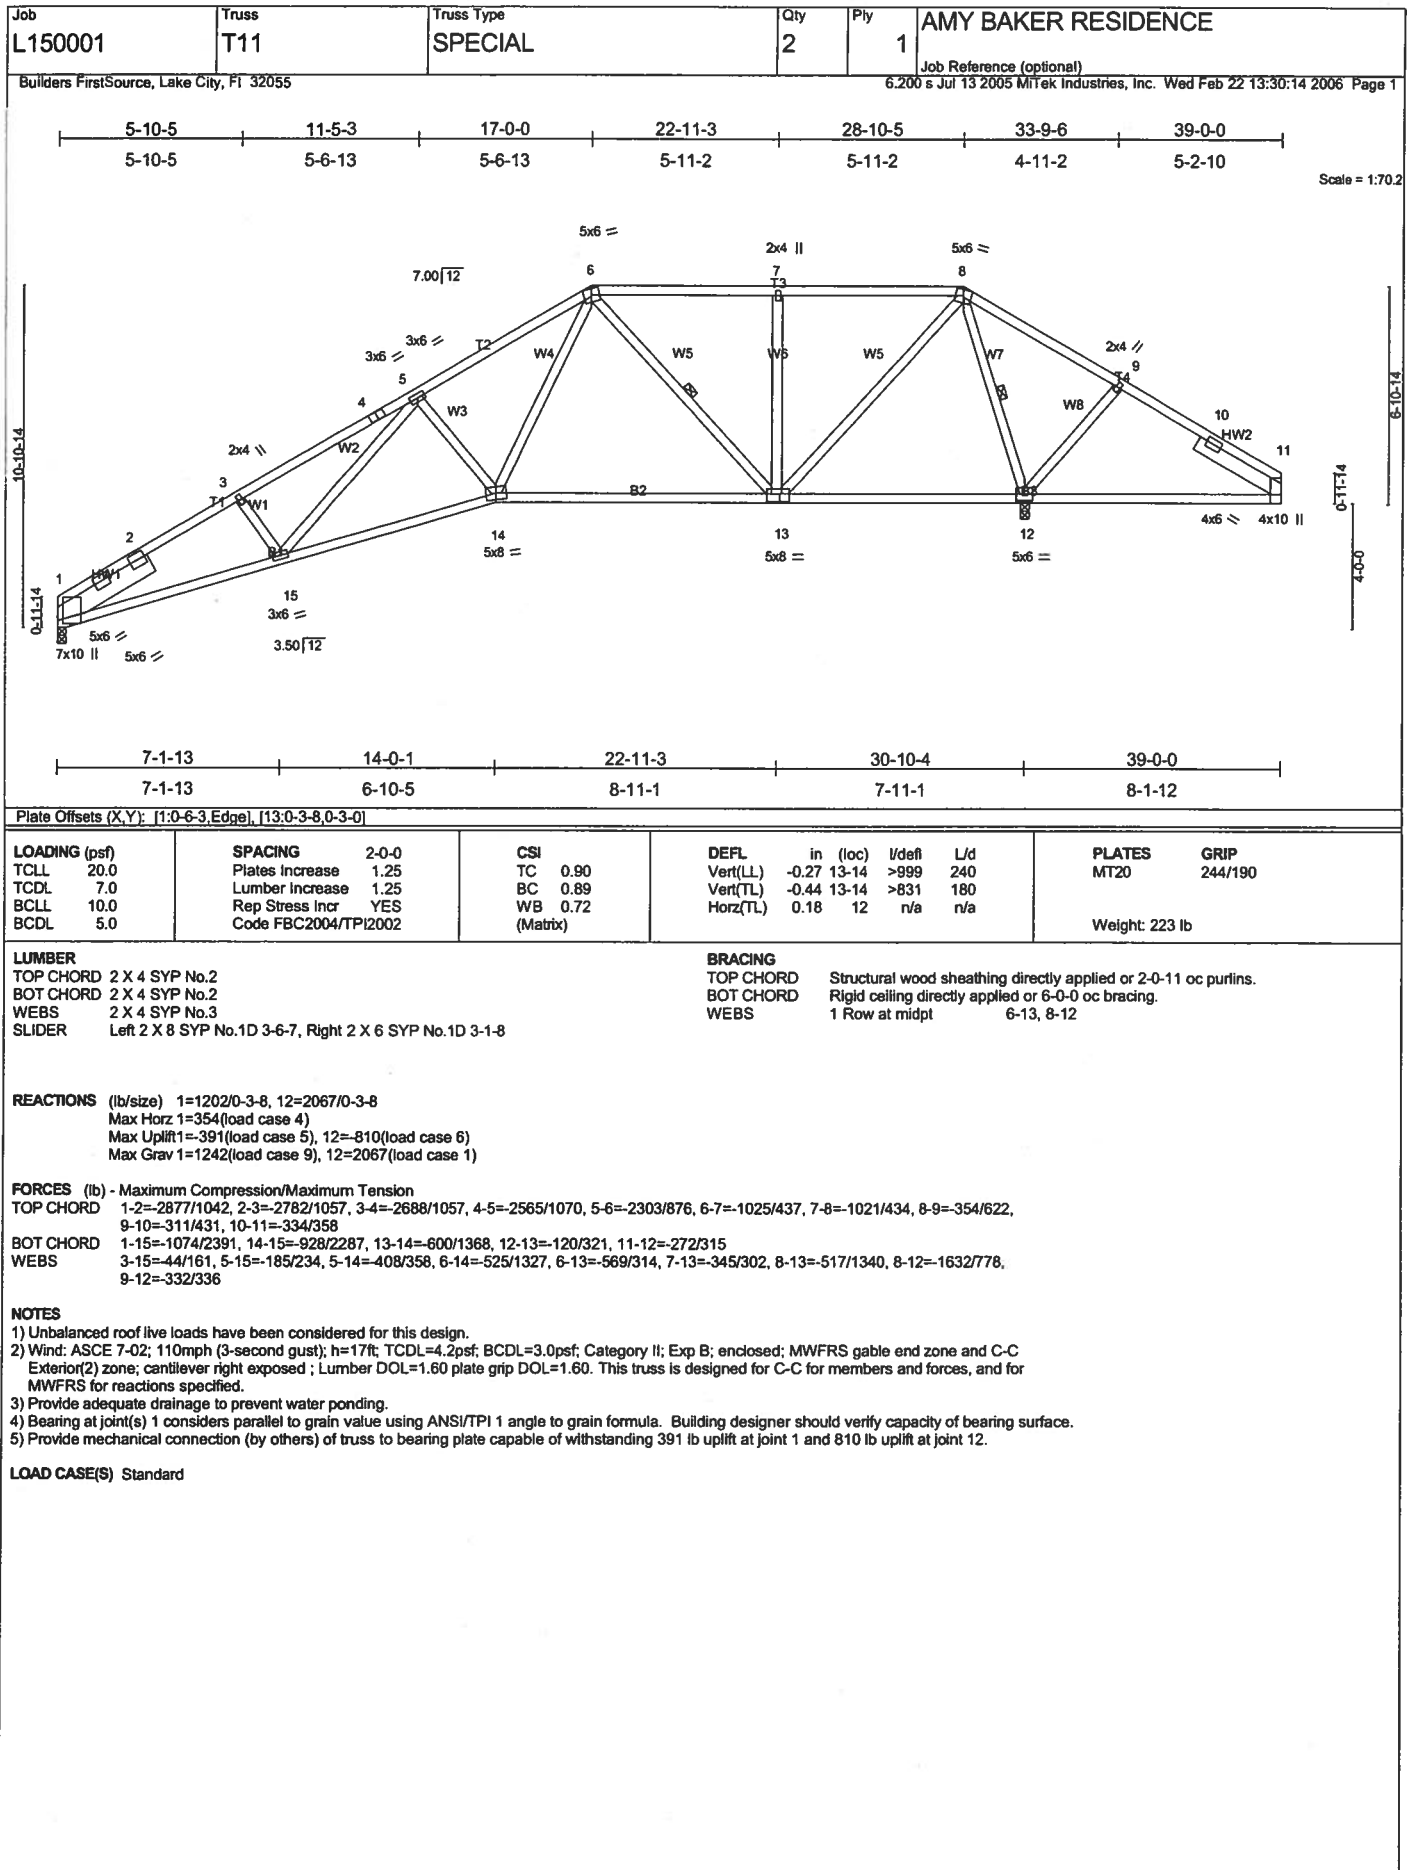 Job Truss Truss Type Qty Ply AMY BAKER RESIDENCE
L150001 T11 SPECIAL 2 1
Job Reference (optional)
Builders FirstSource, Lake City, Fl 32055 6.200 s Jul 13 2005 MiTek Industries, Inc. Wed Feb 22 13:30:14 2006 Page 1
5-10-5 11-5-3 17-0-0 22-11-3 28-10-5 33-9-6 39-0-0
5-10-5 5-6-13 5-6-13 5-11-2 5-11-2 4-11-2 5-2-10
Scale = 1:70.2
5x6 =
2x4 || 5x6 =
7.00 12 6 7 8
T3
3x6 = 3x6 = T2 W4 W5 W6 W5 W7 2x4 //
5 9
T4
4 W3 W8
10
HW2
2x4 \\ W2 11
3
T1 W1 B2
10-10-14 6-10-14 0-11-14
2 14 13 12 4x6 \\ 4x10 ||
5x8 = 5x8 = 5x6 =
1 HW1
0-11-14 4-0-0
15
3x6 =
5x6 // 3.50 12
7x10 || 5x6 //
7-1-13 14-0-1 22-11-3 30-10-4 39-0-0
7-1-13 6-10-5 8-11-1 7-11-1 8-1-12
Plate Offsets (X,Y): [1:0-6-3,Edge], [13:0-3-8,0-3-0]
LOADING (psf) SPACING 2-0-0 CSI DEFL in (loc) l/defl L/d PLATES GRIP
TCLL 20.0 Plates Increase 1.25 TC 0.90 Vert(LL) -0.27 13-14 >999 240 MT20 244/190
TCDL 7.0 Lumber Increase 1.25 BC 0.89 Vert(TL) -0.44 13-14 >831 180
BCLL 10.0 Rep Stress Incr YES WB 0.72 Horz(TL) 0.18 12 n/a n/a
BCDL 5.0 Code FBC2004/TPI2002 (Matrix) Weight: 223 lb
LUMBER BRACING
TOP CHORD 2 X 4 SYP No.2 TOP CHORD Structural wood sheathing directly applied or 2-0-11 oc purlins.
BOT CHORD 2 X 4 SYP No.2 BOT CHORD Rigid ceiling directly applied or 6-0-0 oc bracing.
WEBS 2 X 4 SYP No.3 WEBS 1 Row at midpt 6-13, 8-12
SLIDER Left 2 X 8 SYP No.1D 3-6-7, Right 2 X 6 SYP No.1D 3-1-8
REACTIONS (lb/size) 1=1202/0-3-8, 12=2067/0-3-8
Max Horz 1=354(load case 4)
Max Uplift1=-391(load case 5), 12=-810(load case 6)
Max Grav 1=1242(load case 9), 12=2067(load case 1)
FORCES (lb) - Maximum Compression/Maximum Tension
TOP CHORD 1-2=-2877/1042, 2-3=-2782/1057, 3-4=-2688/1057, 4-5=-2565/1070, 5-6=-2303/876, 6-7=-1025/437, 7-8=-1021/434, 8-9=-354/622,
9-10=-311/431, 10-11=-334/358
BOT CHORD 1-15=-1074/2391, 14-15=-928/2287, 13-14=-600/1368, 12-13=-120/321, 11-12=-272/315
WEBS 3-15=-44/161, 5-15=-185/234, 5-14=-408/358, 6-14=-525/1327, 6-13=-569/314, 7-13=-345/302, 8-13=-517/1340, 8-12=-1632/778,
9-12=-332/336
NOTES
1) Unbalanced roof live loads have been considered for this design.
2) Wind: ASCE 7-02; 110mph (3-second gust); h=17ft; TCDL=4.2psf; BCDL=3.0psf; Category II; Exp B; enclosed; MWFRS gable end zone and C-C
Exterior(2) zone; cantilever right exposed ; Lumber DOL=1.60 plate grip DOL=1.60. This truss is designed for C-C for members and forces, and for
MWFRS for reactions specified.
3) Provide adequate drainage to prevent water ponding.
4) Bearing at joint(s) 1 considers parallel to grain value using ANSI/TPI 1 angle to grain formula. Building designer should verify capacity of bearing surface.
5) Provide mechanical connection (by others) of truss to bearing plate capable of withstanding 391 lb uplift at joint 1 and 810 lb uplift at joint 12.
LOAD CASE(S) Standard